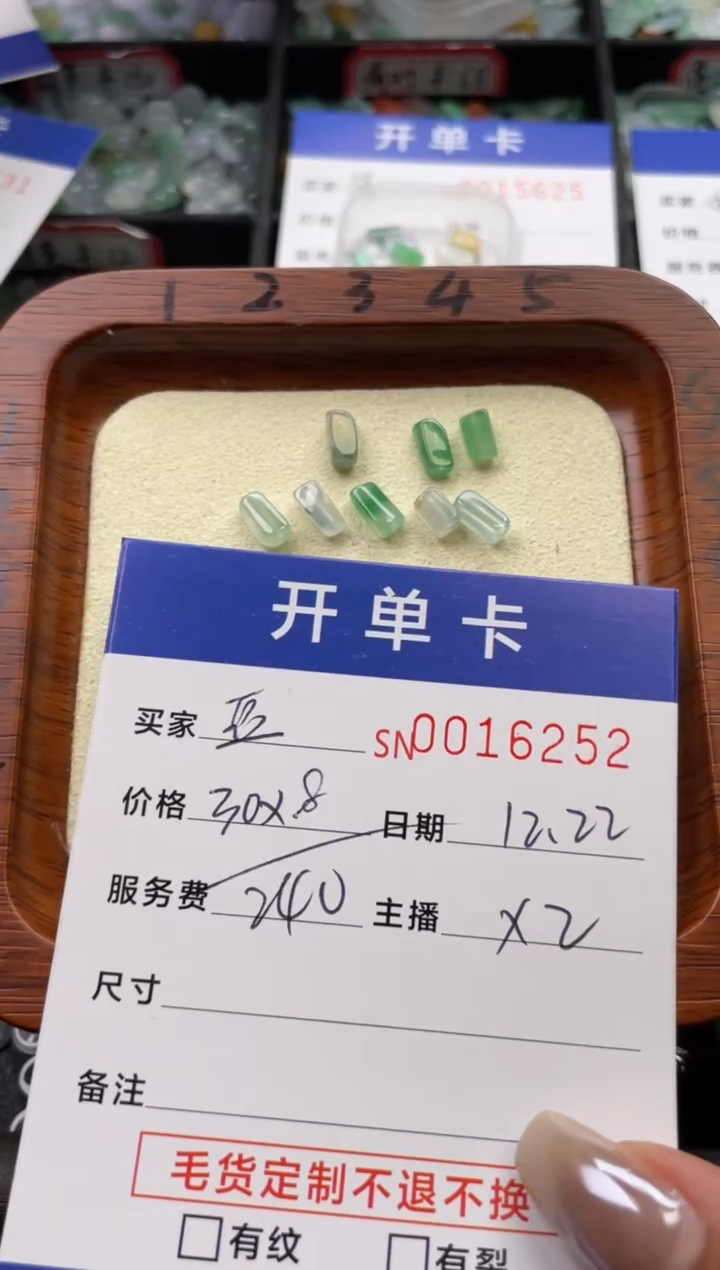 开单卡
0015625
1 2 3 4 5
开单卡
买家 SN0016252
价格 30x8 日期 12.22
服务费 240 主播 X2
尺寸
备注
毛货定制不退不换
□有纹 □有裂